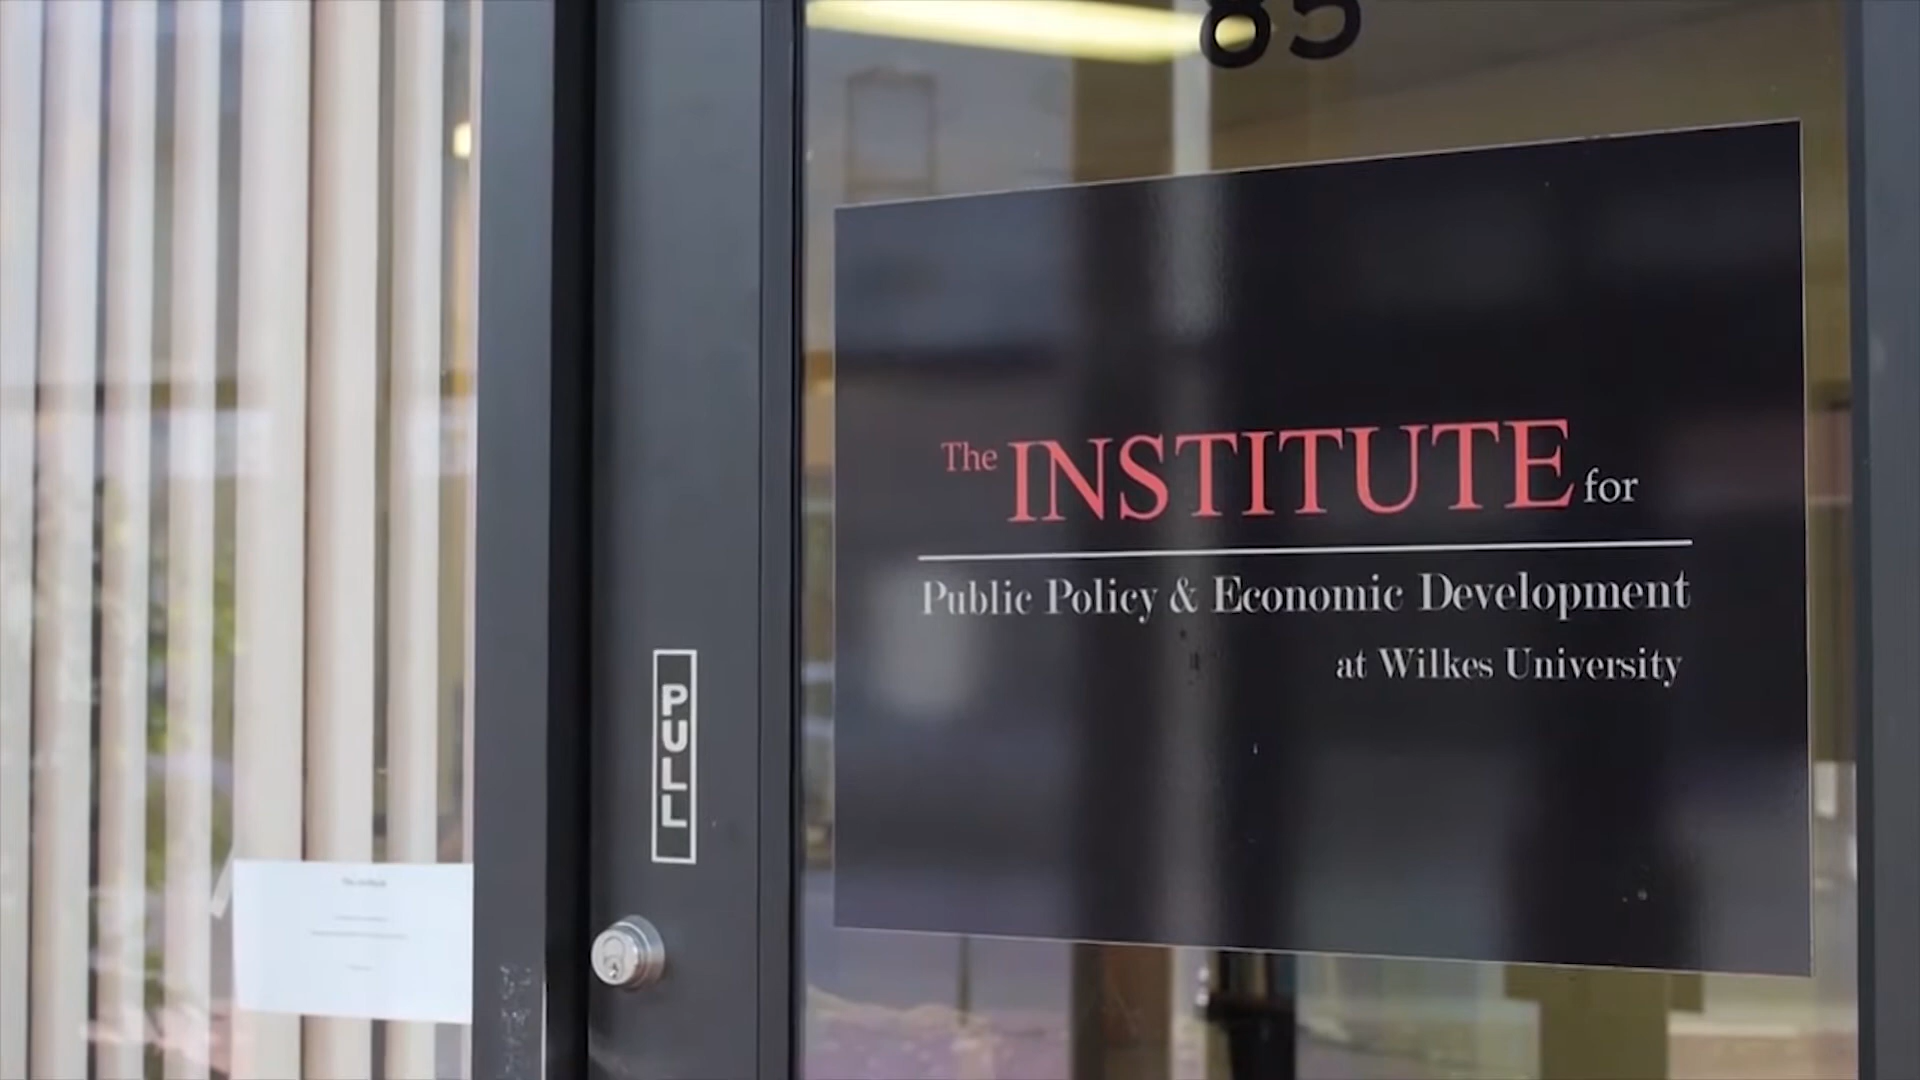 85
The INSTITUTE for
Public Policy & Economic Development
at Wilkes University
PULL